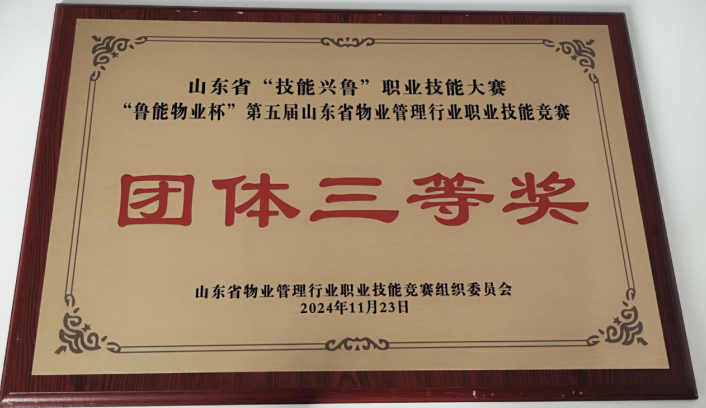 山东省“技能兴鲁”职业技能大赛
“鲁能物业杯”第五届山东省物业管理行业职业技能竞赛
团体三等奖
山东省物业管理行业职业技能竞赛组织委员会
2024年11月23日